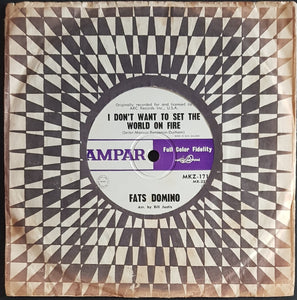 Originally recorded for and licensed by
ABC Records Inc., U.S.A.
I DON'T WANT TO SET THE
WORLD ON FIRE
AMPAR Full Color Fidelity
MKZ-171
FATS DOMINO
Arr. by Bill Justis